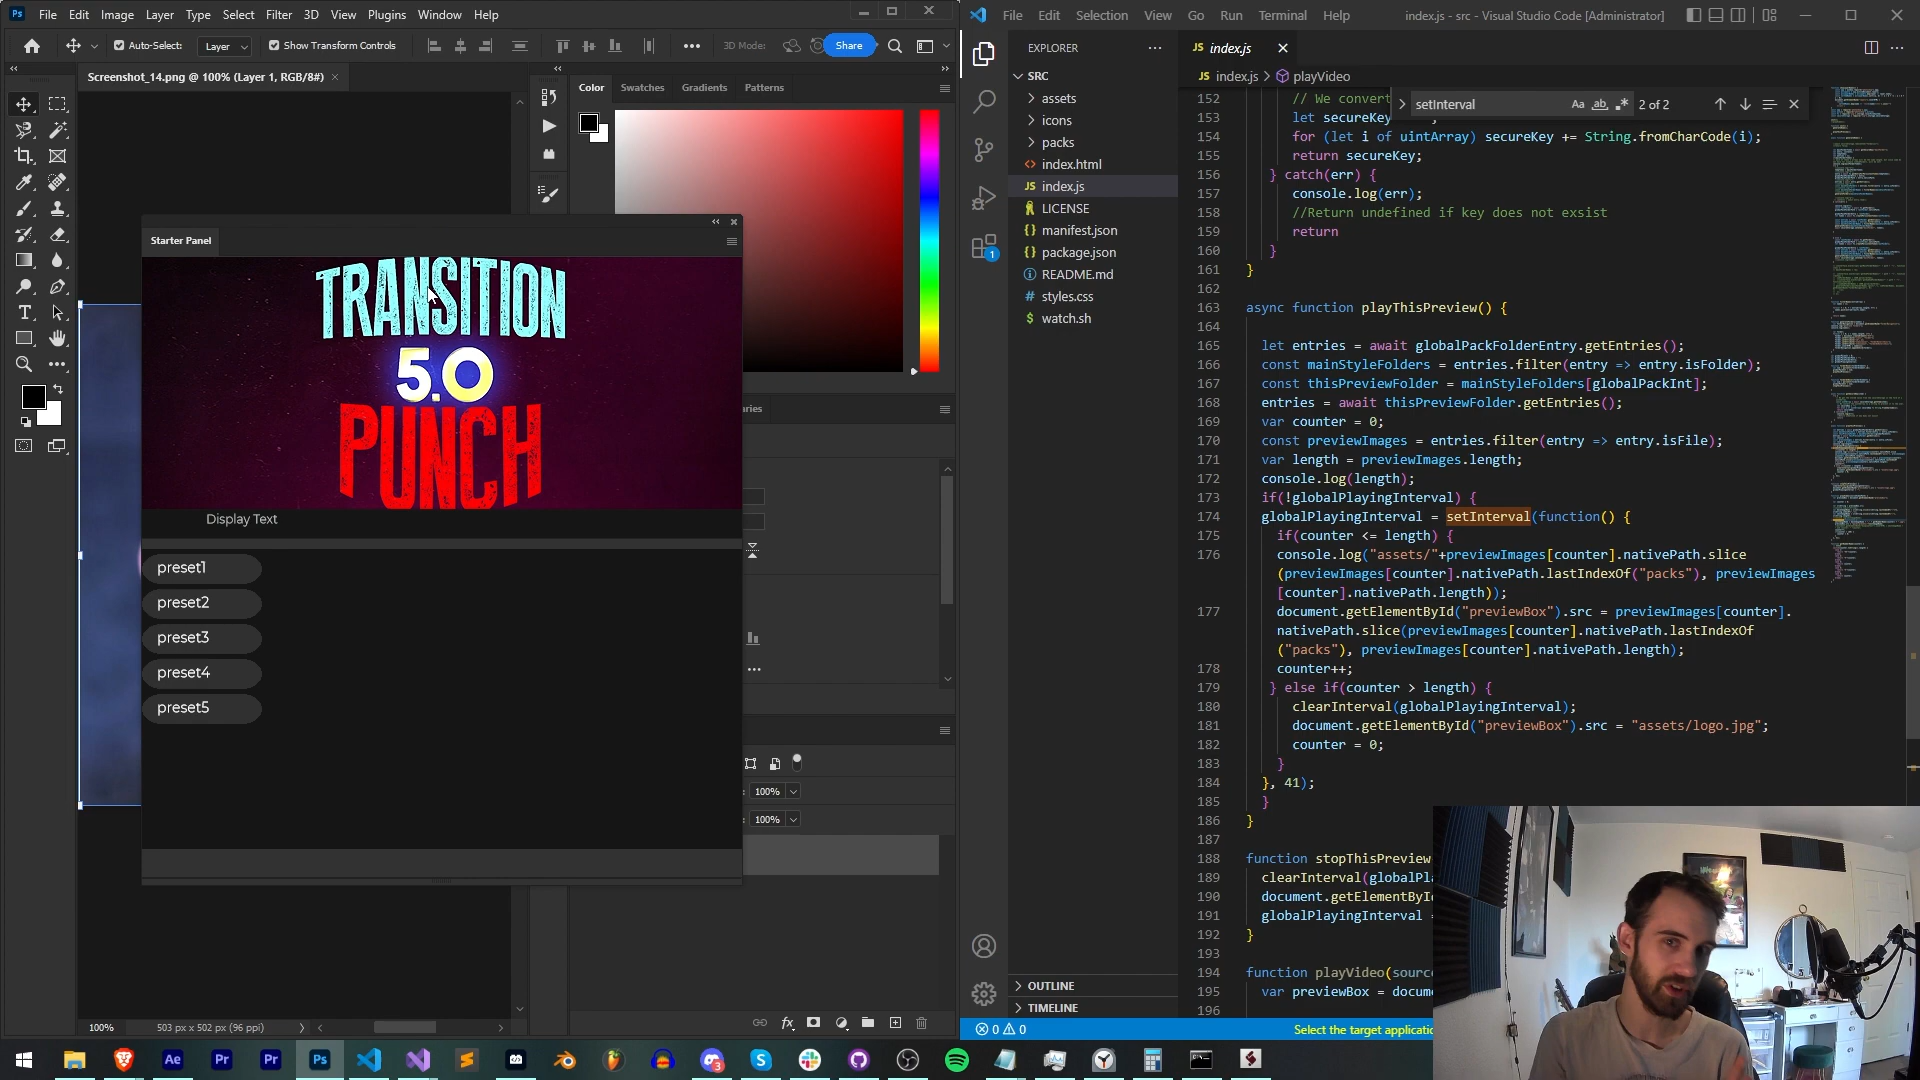 File Edit Image Layer Type Select Filter 3D View Plugins Window Help
Auto-Select: Layer Show Transform Controls 3D Mode: Share
Screenshot_14.png @ 100% (Layer 1, RGB/8#)
Color Swatches Gradients Patterns
Starter Panel
TRANSITION
5.0
PUNCH
Display Text
preset1
preset2
preset3
preset4
preset5
aries
100%
100%
100% 503 px x 502 px (96 ppi)
File Edit Selection View Go Run Terminal Help index.js - src - Visual Studio Code [Administrator]
EXPLORER
SRC
assets
icons
packs
index.html
index.js
LICENSE
manifest.json
package.json
README.md
styles.css
watch.sh
OUTLINE
TIMELINE
1
JS index.js
JS index.js > playVideo
setInterval Aa ab 2 of 2
152 // We convert
153 let secureKey
154 for (let i of uintArray) secureKey += String.fromCharCode(i);
155 return secureKey;
156 } catch(err) {
157 console.log(err);
158 //Return undefined if key does not exsist
159 return
160 }
161 }
162
163 async function playThisPreview() {
164
165 let entries = await globalPackFolderEntry.getEntries();
166 const mainStyleFolders = entries.filter(entry => entry.isFolder);
167 const thisPreviewFolder = mainStyleFolders[globalPackInt];
168 entries = await thisPreviewFolder.getEntries();
169 var counter = 0;
170 const previewImages = entries.filter(entry => entry.isFile);
171 var length = previewImages.length;
172 console.log(length);
173 if(!globalPlayingInterval) {
174 globalPlayingInterval = setInterval(function() {
175 if(counter <= length) {
176 console.log("assets/"+previewImages[counter].nativePath.slice
(previewImages[counter].nativePath.lastIndexOf("packs"), previewImages
[counter].nativePath.length));
177 document.getElementById("previewBox").src = previewImages[counter].
nativePath.slice(previewImages[counter].nativePath.lastIndexOf
("packs"), previewImages[counter].nativePath.length);
178 counter++;
179 } else if(counter > length) {
180 clearInterval(globalPlayingInterval);
181 document.getElementById("previewBox").src = "assets/logo.jpg";
182 counter = 0;
183 }
184 }, 41);
185 }
186 }
187
188 function stopThisPreview
189 clearInterval(globalPl
190 document.getElementByI
191 globalPlayingInterval =
192 }
193
194 function playVideo(sourc
195 var previewBox = docum
196
0 0 Select the target applicati
Ae Pr Pr Ps 3